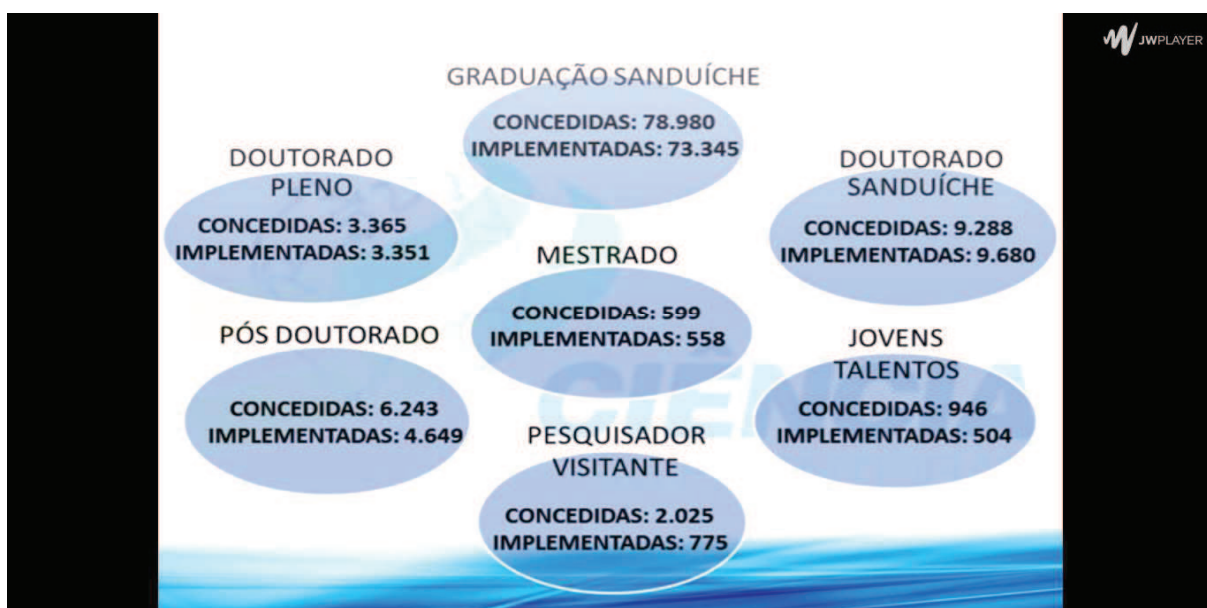 JWPLAYER
GRADUAÇÃO SANDUÍCHE
CONCEDIDAS: 78.980
IMPLEMENTADAS: 73.345
DOUTORADO
PLENO
CONCEDIDAS: 3.365
IMPLEMENTADAS: 3.351
DOUTORADO
SANDUÍCHE
CONCEDIDAS: 9.288
IMPLEMENTADAS: 9.680
MESTRADO
CONCEDIDAS: 599
IMPLEMENTADAS: 558
PÓS DOUTORADO
CONCEDIDAS: 6.243
IMPLEMENTADAS: 4.649
JOVENS
TALENTOS
CONCEDIDAS: 946
IMPLEMENTADAS: 504
PESQUISADOR
VISITANTE
CONCEDIDAS: 2.025
IMPLEMENTADAS: 775
CIÊNCIA